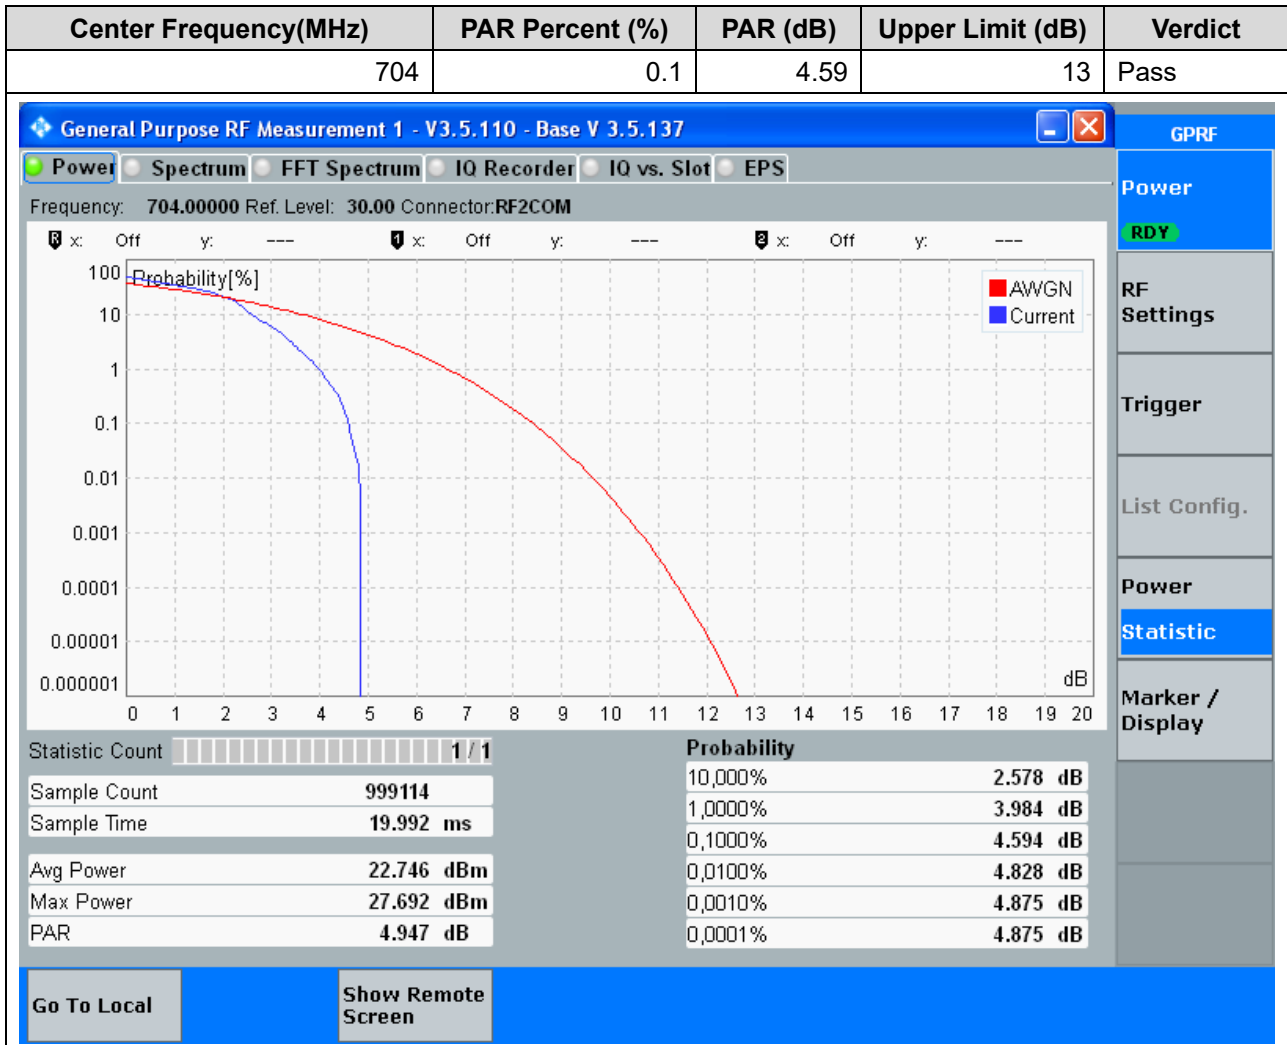 Center Frequency(MHz) PAR Percent (%) PAR (dB) Upper Limit (dB) Verdict
704 0.1 4.59 13 Pass
General Purpose RF Measurement 1 - V3.5.110 - Base V 3.5.137
GPRF
Power Spectrum FFT Spectrum IQ Recorder IQ vs. Slot EPS
Frequency: 704.00000 Ref. Level: 30.00 Connector:RF2COM
R x: Off y: --- 1 x: Off y: --- 2 x: Off y: ---
Probability[%]
AWGN
Current
100
10
1
0.1
0.01
0.001
0.0001
0.00001
0.000001
dB
0 1 2 3 4 5 6 7 8 9 10 11 12 13 14 15 16 17 18 19 20
Statistic Count 1 / 1
Sample Count 999114
Sample Time 19.992 ms
Avg Power 22.746 dBm
Max Power 27.692 dBm
PAR 4.947 dB
Probability
10,000% 2.578 dB
1,0000% 3.984 dB
0,1000% 4.594 dB
0,0100% 4.828 dB
0,0010% 4.875 dB
0,0001% 4.875 dB
Power
RDY
RF
Settings
Trigger
List Config.
Power
Statistic
Marker /
Display
Go To Local
Show Remote
Screen